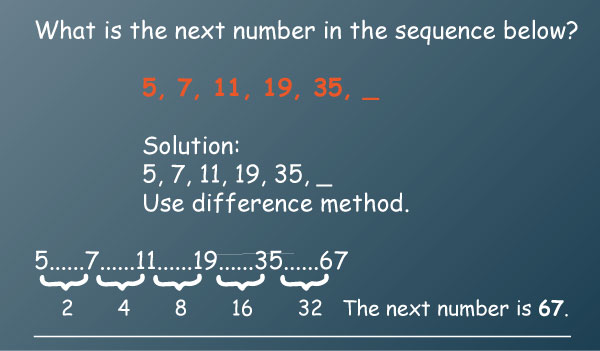 What is the next number in the sequence below?
5, 7, 11, 19, 35, _
Solution:
5, 7, 11, 19, 35, _
Use difference method.
5......7......11......19......35......67
2 4 8 16 32 The next number is 67.